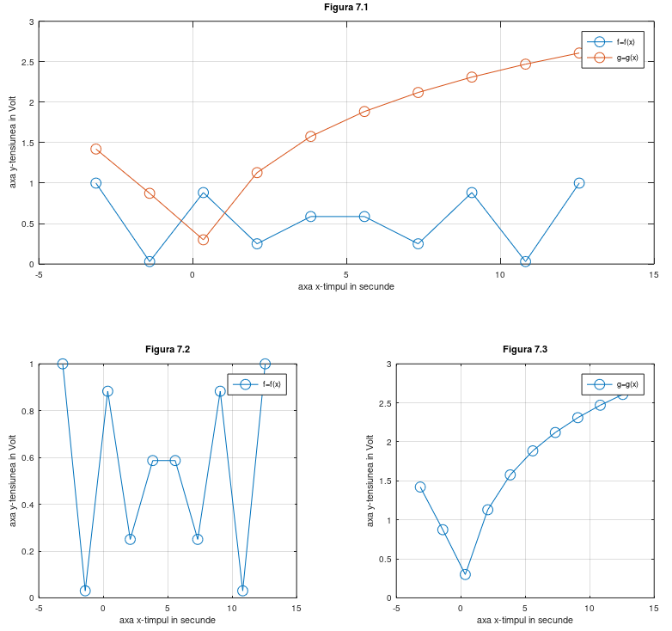 Figura 7.1
3
2.5
2
1.5
1
0.5
0
axa y-tensiunea in Volt
f=f(x)
g=g(x)
-5 0 5 10 15
axa x-timpul in secunde
Figura 7.2
1
0.8
0.6
0.4
0.2
0
axa y-tensiunea in Volt
f=f(x)
-5 0 5 10 15
axa x-timpul in secunde
Figura 7.3
3
2.5
2
1.5
1
0.5
0
axa y-tensiunea in Volt
g=g(x)
-5 0 5 10 15
axa x-timpul in secunde